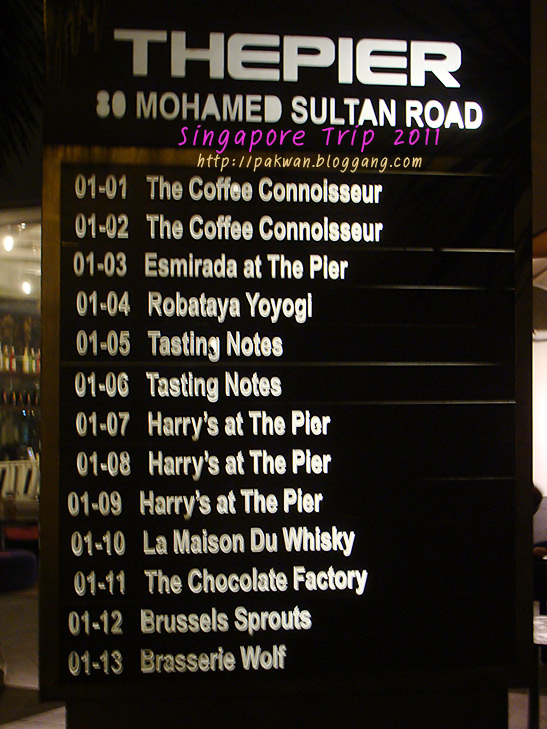 THEPIER
80 MOHAMED SULTAN ROAD
Singapore Trip 2011
http://pakwan.bloggang.com
01-01 The Coffee Connoisseur
01-02 The Coffee Connoisseur
01-03 Esmirada at The Pier
01-04 Robataya Yoyogi
01-05 Tasting Notes
01-06 Tasting Notes
01-07 Harry's at The Pier
01-08 Harry's at The Pier
01-09 Harry's at The Pier
01-10 La Maison Du Whisky
01-11 The Chocolate Factory
01-12 Brussels Sprouts
01-13 Brasserie Wolf